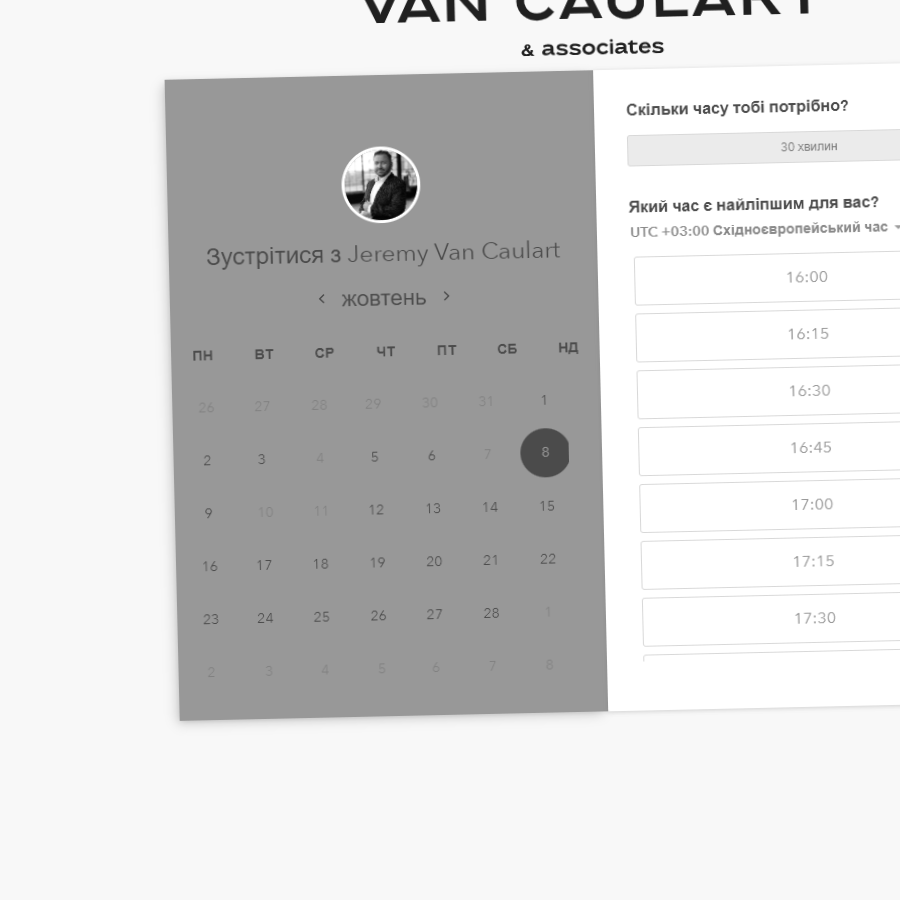 VAN CAULART
& associates
Зустрітися з Jeremy Van Caulart
жовтень
ПН ВТ СР ЧТ ПТ СБ НД
26 27 28 29 30 31 1
2 3 4 5 6 7 8
9 10 11 12 13 14 15
16 17 18 19 20 21 22
23 24 25 26 27 28 1
2 3 4 5 6 7 8
Скільки часу тобі потрібно?
30 хвилин
Який час є найліпшим для вас?
UTC +03:00 Східноєвропейський час
16:00
16:15
16:30
16:45
17:00
17:15
17:30